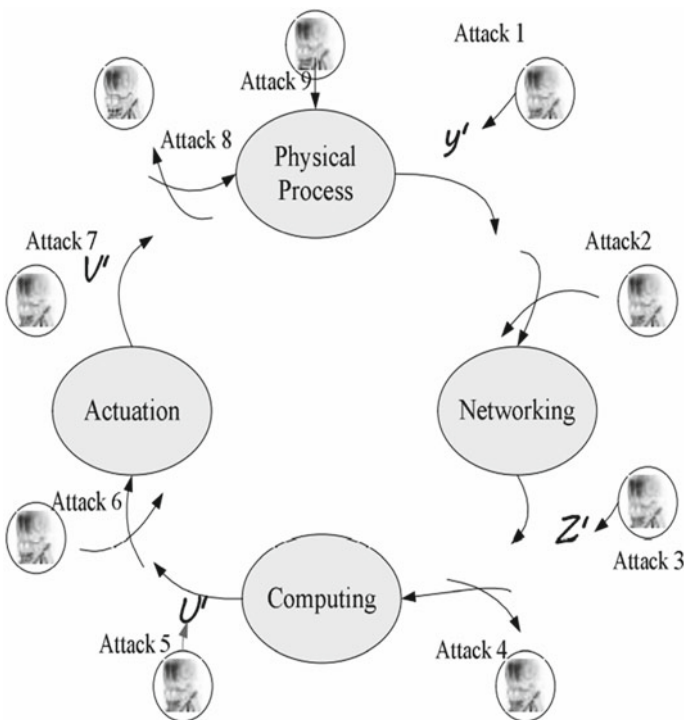 Attack 1
Attack 9
y'
Attack 8
Physical
Process
Attack 7
V'
Attack2
Actuation
Networking
Attack 6
Z'
Attack 3
Computing
U'
Attack 5
Attack 4